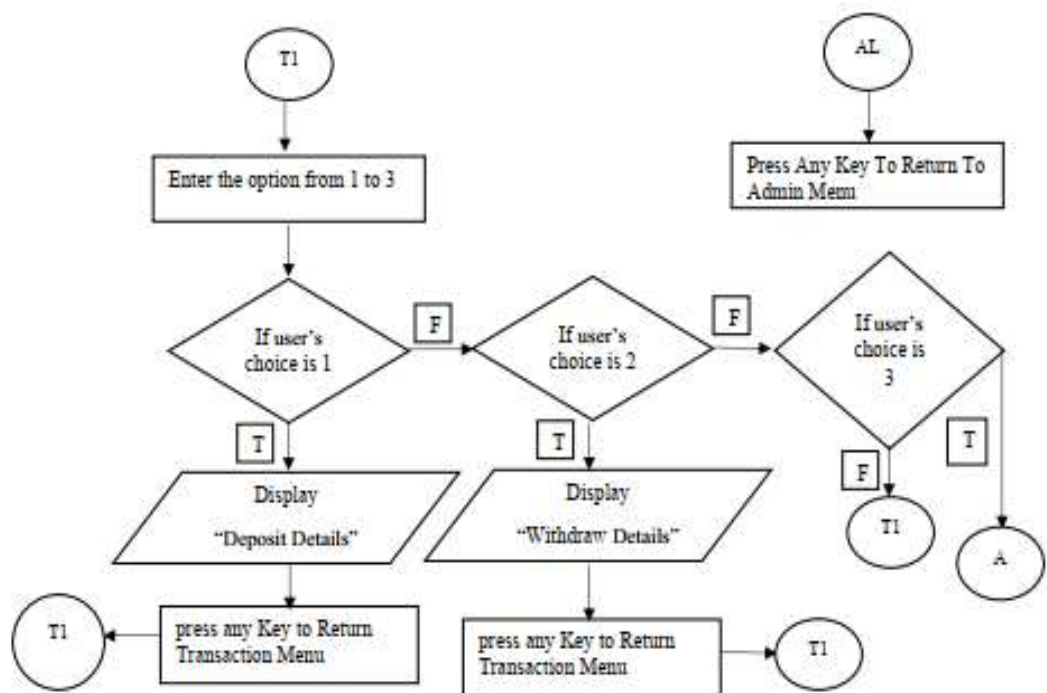 T1
AL
Enter the option from 1 to 3
Press Any Key To Return To
Admin Menu
If user's
choice is 1
F
If user's
choice is 2
F
If user's
choice is
3
T
T
F
T
Display
"Deposit Details"
Display
"Withdraw Details"
T1
A
T1
press any Key to Return
Transaction Menu
press any Key to Return
Transaction Menu
T1